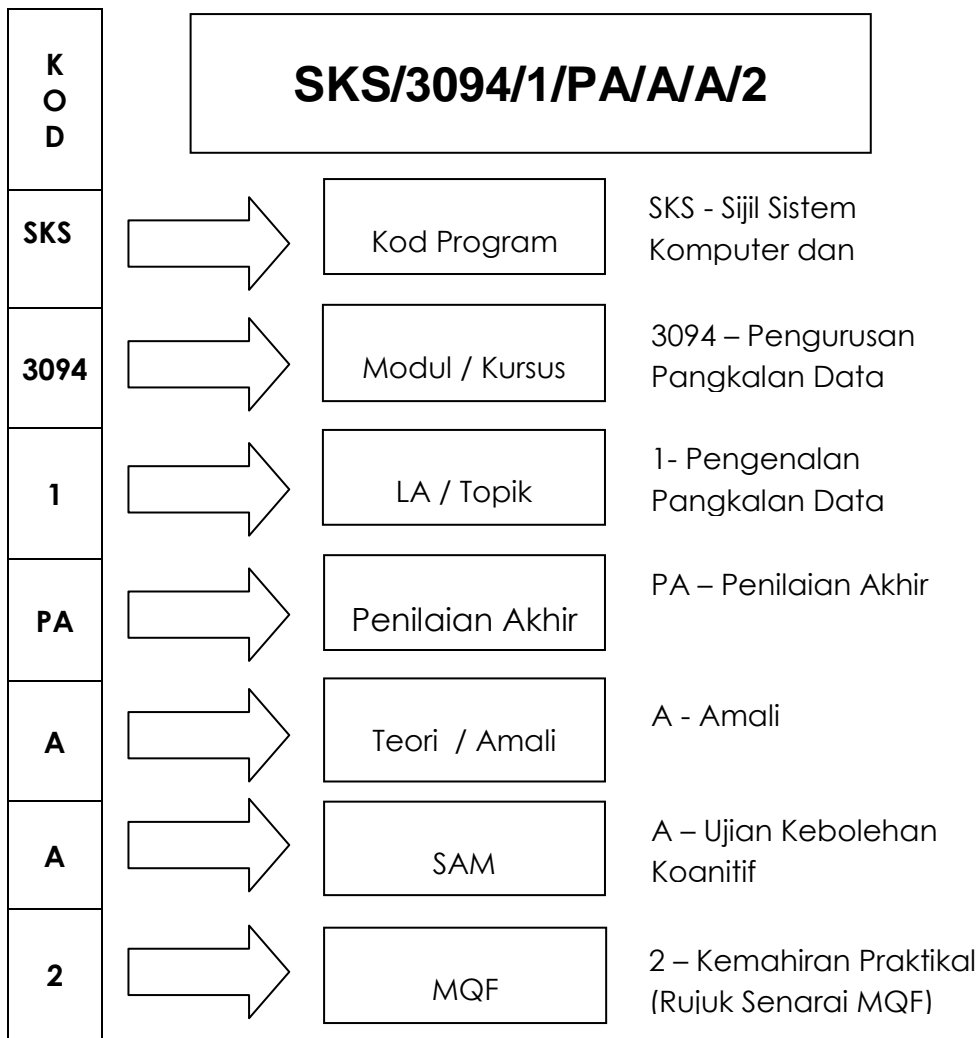 K
O
D
SKS/3094/1/PA/A/A/2
SKS
Kod Program
SKS - Sijil Sistem
Komputer dan
3094
Modul / Kursus
3094 – Pengurusan
Pangkalan Data
1
LA / Topik
1- Pengenalan
Pangkalan Data
PA
Penilaian Akhir
PA – Penilaian Akhir
A
Teori / Amali
A - Amali
A
SAM
A – Ujian Kebolehan
Koanitif
2
MQF
2 – Kemahiran Praktikal
(Rujuk Senarai MQF)